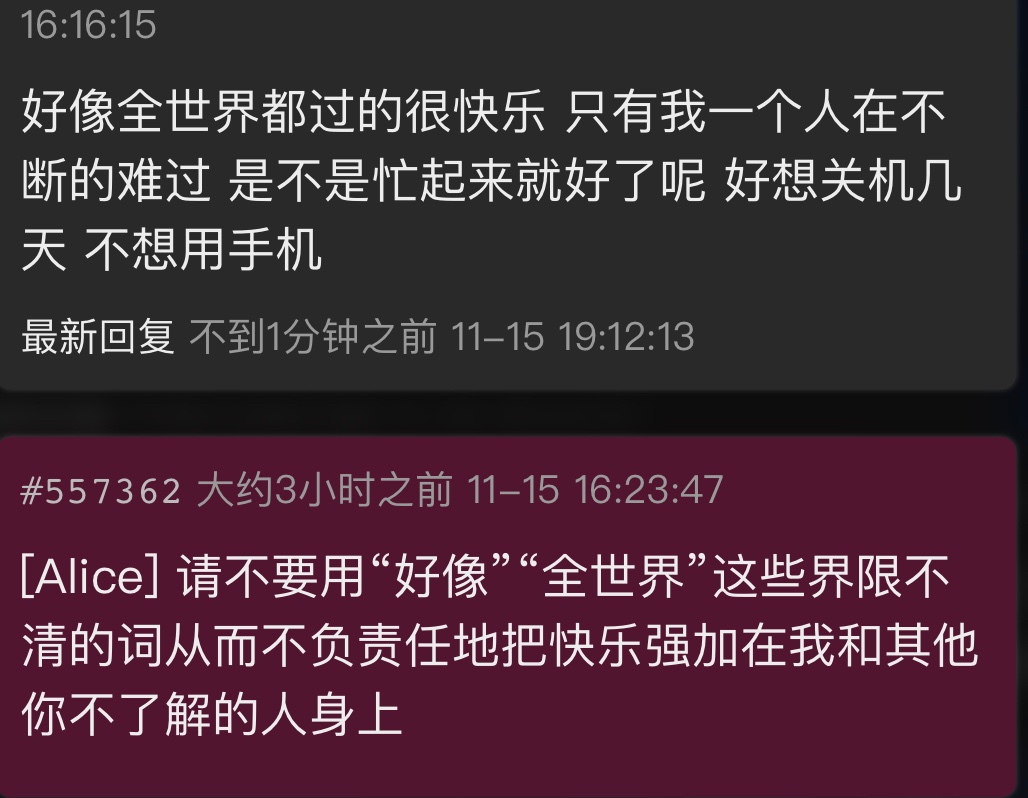 16:16:15
好像全世界都过的很快乐 只有我一个人在不
断的难过 是不是忙起来就好了呢 好想关机几
天 不想用手机
最新回复 不到1分钟之前 11-15 19:12:13
#557362 大约3小时之前 11-15 16:23:47
[Alice] 请不要用“好像”“全世界”这些界限不
清的词从而不负责任地把快乐强加在我和其他
你不了解的人身上